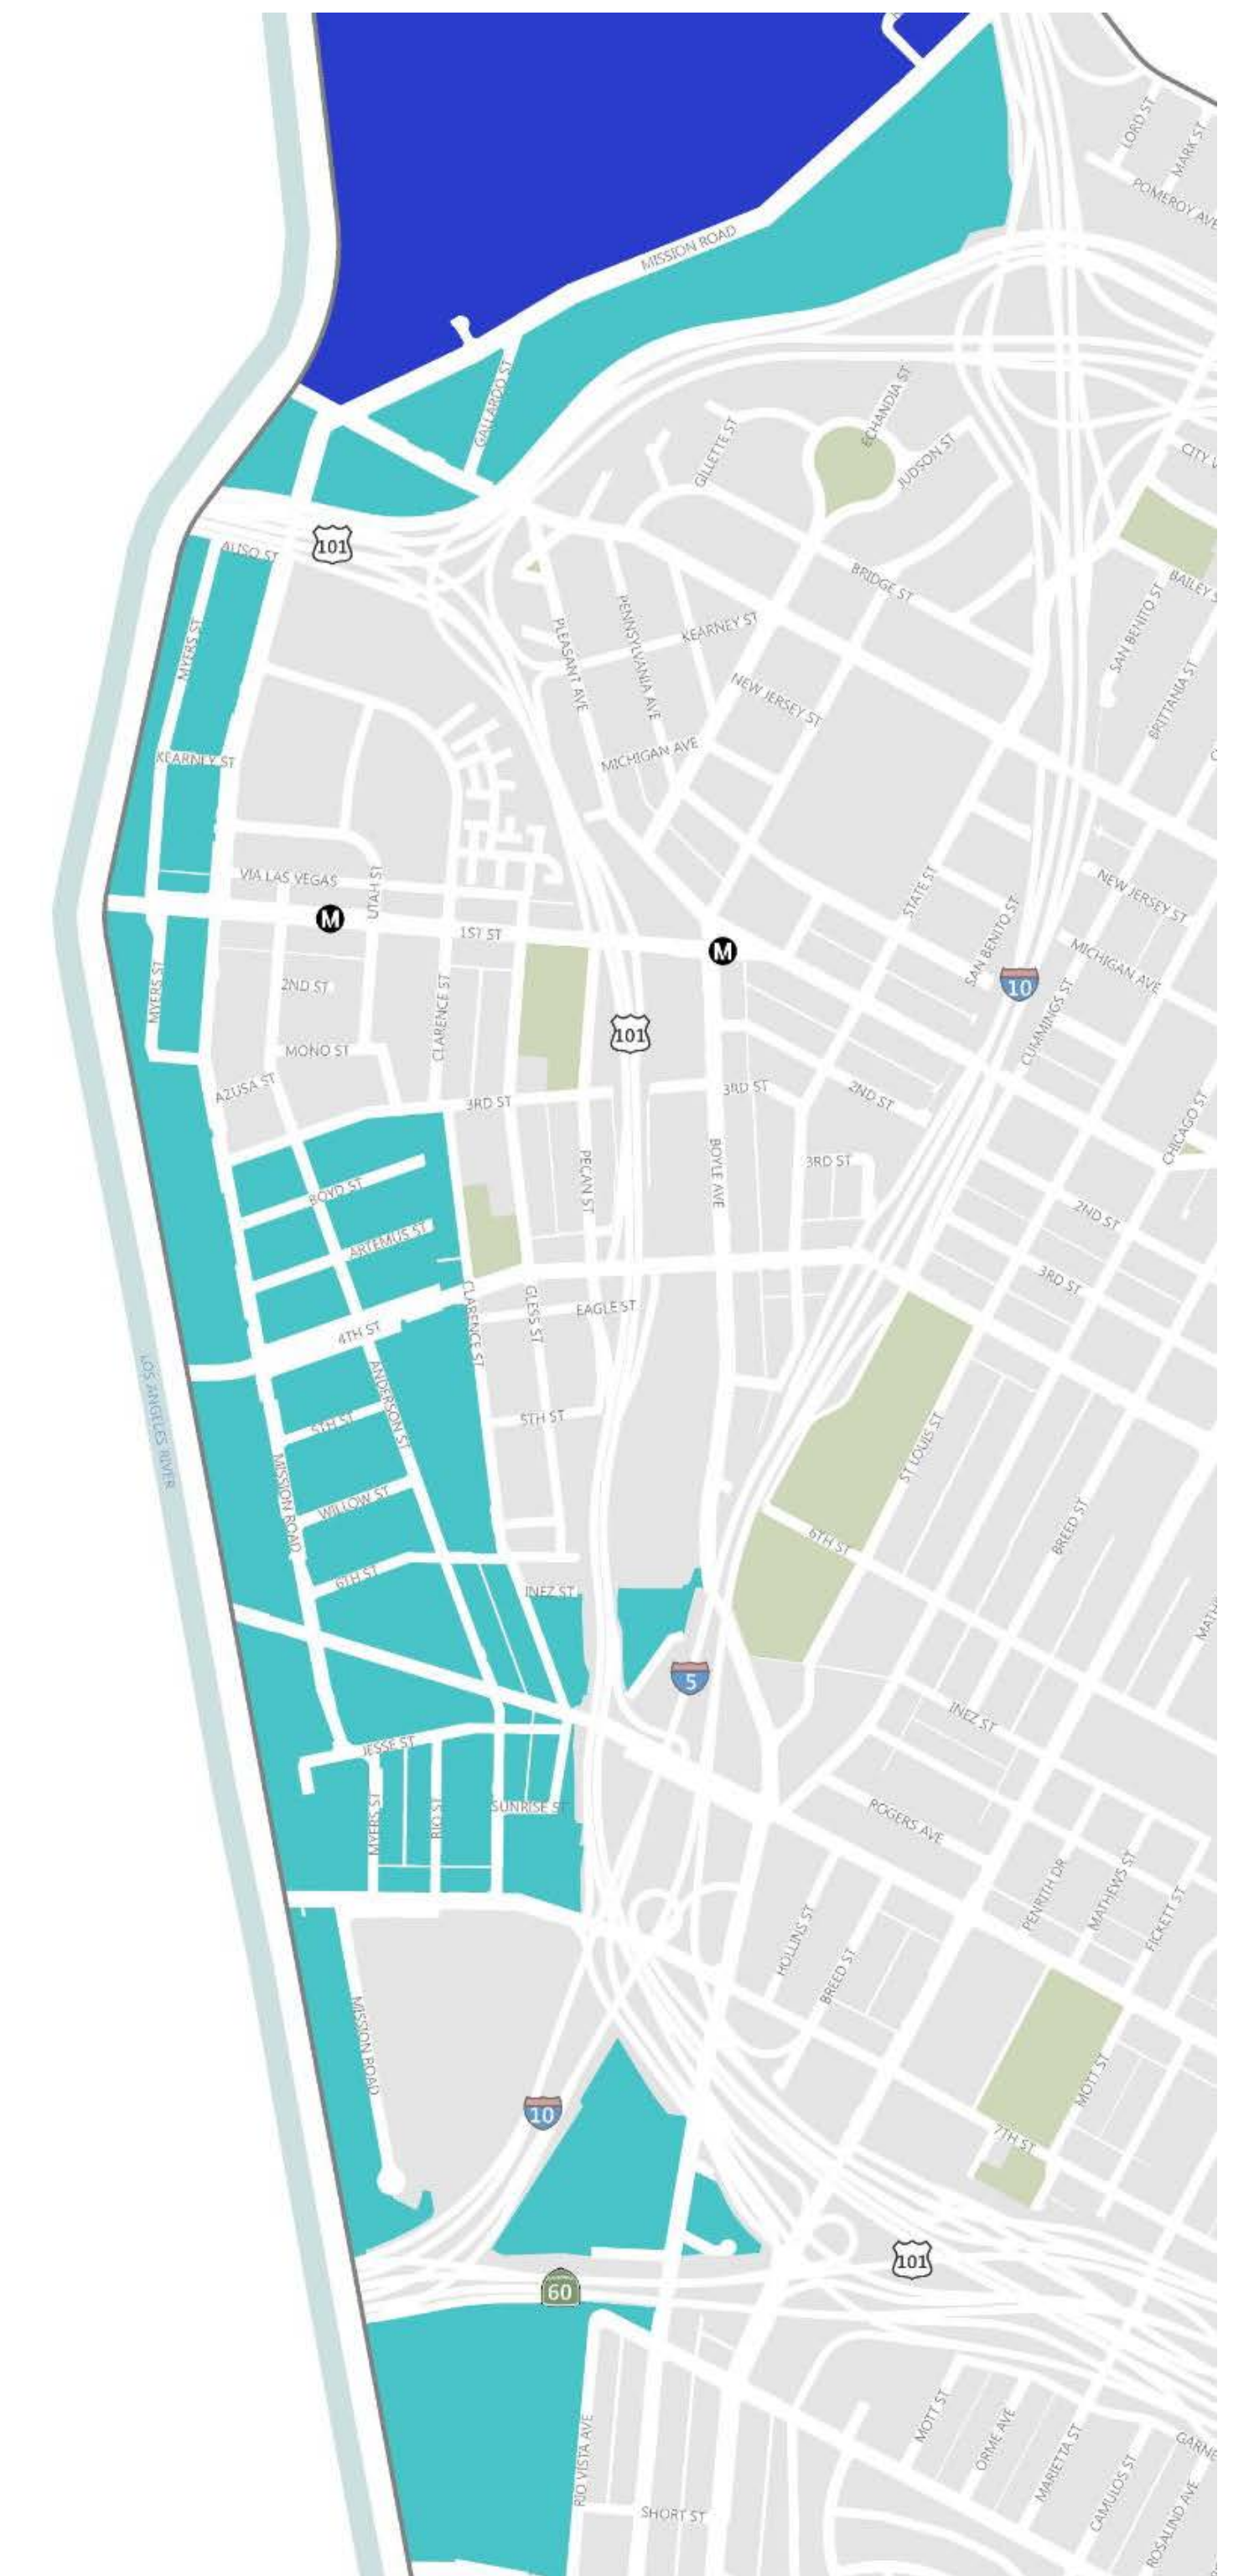 LORD ST
MARK ST
POMEROY AVE
MISSION ROAD
GALLARDO ST
ECHANDIA ST
GILLETTE ST
JUDSON ST
CITY V
101
ALISO ST
BRIDGE ST
BAILEY S
MYERS ST
PLEASANT AVE
PENNSYLVANIA AVE
KEARNEY ST
SAN BENITO ST
NEW JERSEY ST
BRITTANIA ST
KEARNEY ST
MICHIGAN AVE
VIA LAS VEGAS
UTAH ST
STATE ST
NEW JERSEY ST
M
1ST ST
M
SAN BENITO ST
MICHIGAN AVE
MYERS ST
2ND ST
CLARENCE ST
10
CUMMINGS ST
101
MONO ST
AZUSA ST
3RD ST
3RD ST
2ND ST
CHICAGO ST
BOYD ST
PECAN ST
BOYLE AVE
3RD ST
2ND ST
ARTEMUS ST
3RD ST
4TH ST
CLARENCE ST
GLESS ST
EAGLE ST
LOS ANGELES RIVER
ANDERSON ST
5TH ST
5TH ST
ST LOUIS ST
MISSION ROAD
WILLOW ST
6TH ST
BREED ST
6TH ST
INEZ ST
MATH
5
INEZ ST
JESSE ST
MYERS ST
RIO ST
SUNRISE ST
ROGERS AVE
PENRITH DR
MATHEWS ST
FICKETT ST
HOLLINS ST
BREED ST
MISSION ROAD
MOTT ST
10
7TH ST
101
60
MOTT ST
ORME AVE
MARIETTA ST
CAMULOS ST
GARNE
RIO VISTA AVE
SHORT ST
ROSALIND AVE